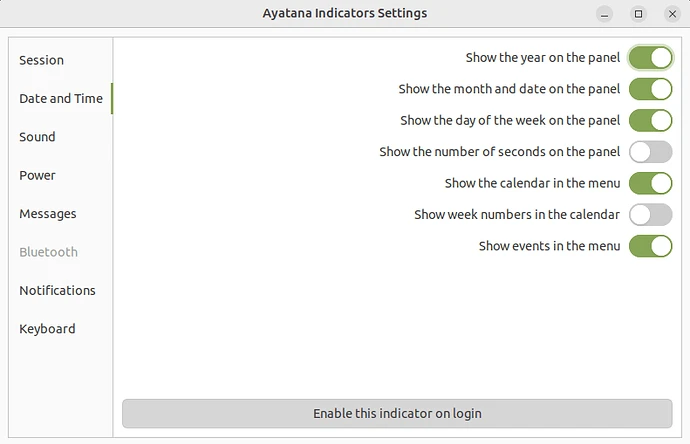 Ayatana Indicators Settings
Session
Date and Time
Sound
Power
Messages
Bluetooth
Notifications
Keyboard
Show the year on the panel
Show the month and date on the panel
Show the day of the week on the panel
Show the number of seconds on the panel
Show the calendar in the menu
Show week numbers in the calendar
Show events in the menu
Enable this indicator on login